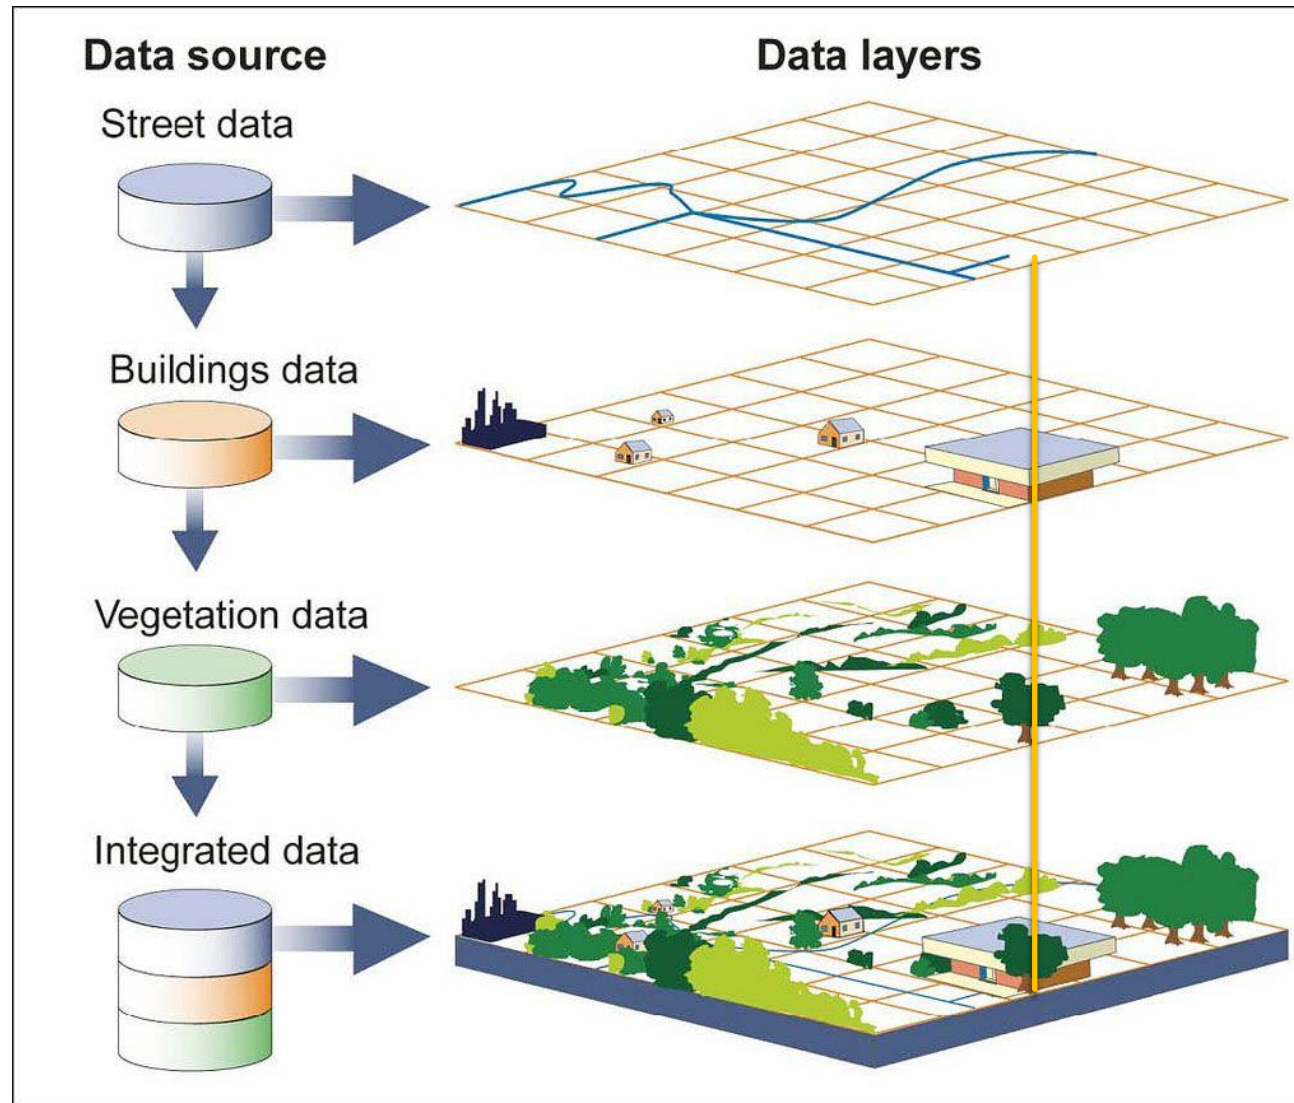 Data source
Data layers
Street data
Buildings data
Vegetation data
Integrated data